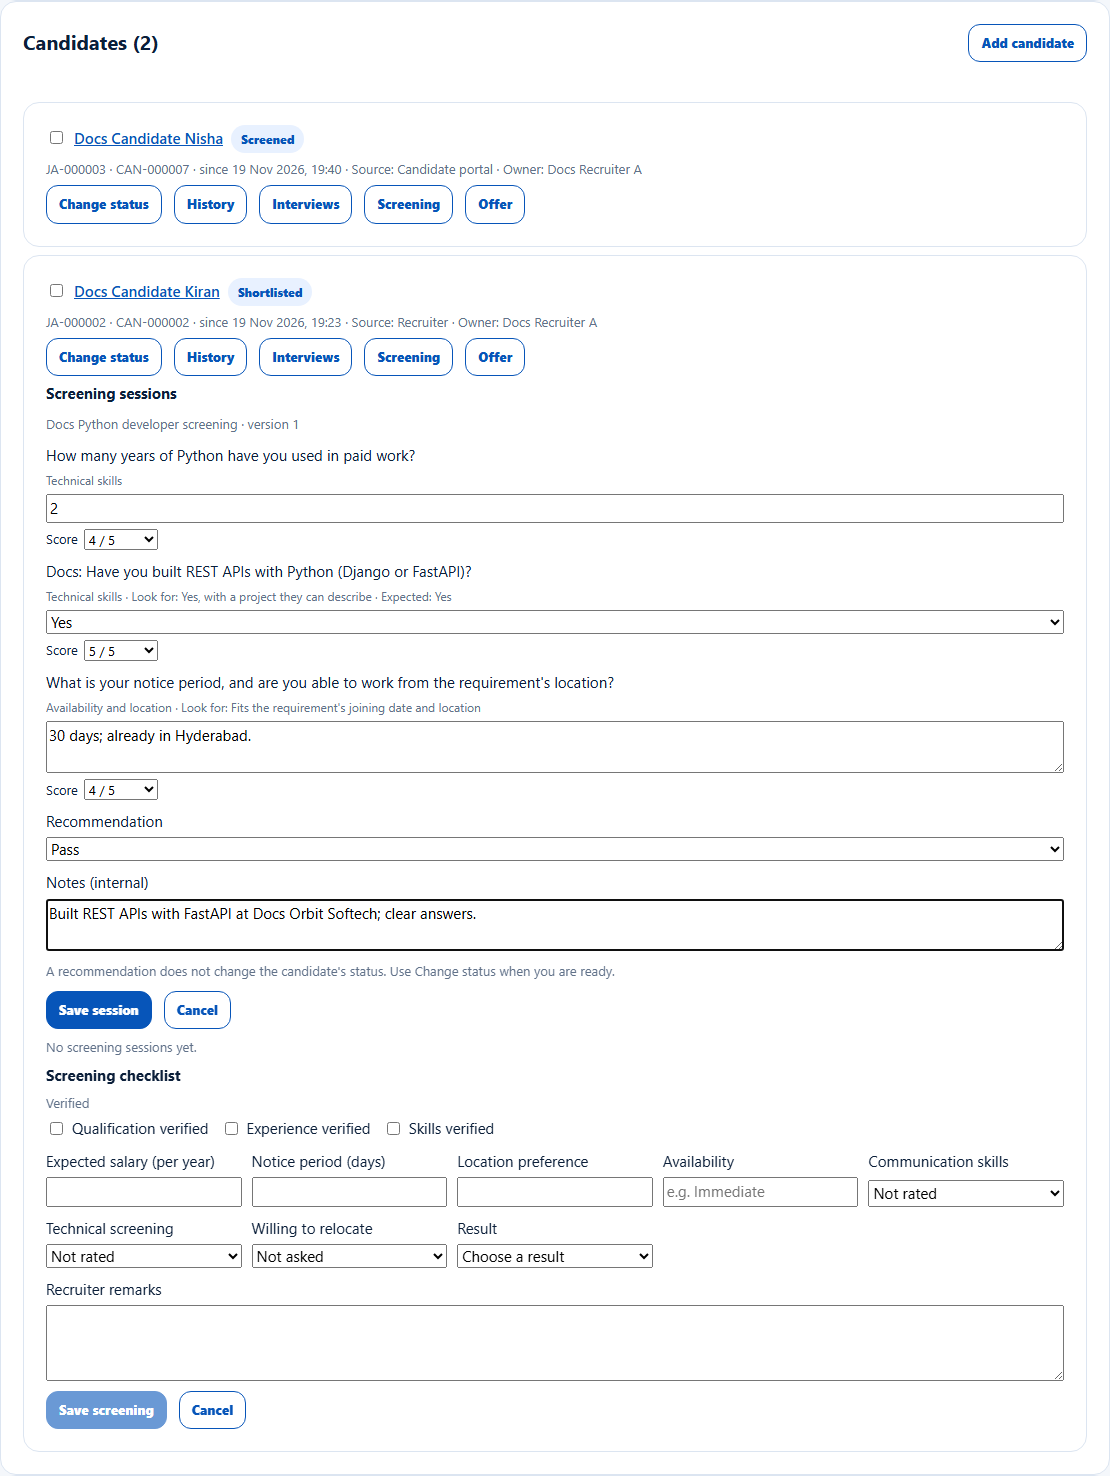 Candidates (2)
Add candidate
Docs Candidate Nisha Screened
JA-000003 · CAN-000007 · since 19 Nov 2026, 19:40 · Source: Candidate portal · Owner: Docs Recruiter A
Change status History Interviews Screening Offer
Docs Candidate Kiran Shortlisted
JA-000002 · CAN-000002 · since 19 Nov 2026, 19:23 · Source: Recruiter · Owner: Docs Recruiter A
Change status History Interviews Screening Offer
Screening sessions
Docs Python developer screening · version 1
How many years of Python have you used in paid work?
Technical skills
2
Score 4 / 5
Docs: Have you built REST APIs with Python (Django or FastAPI)?
Technical skills · Look for: Yes, with a project they can describe · Expected: Yes
Yes
Score 5 / 5
What is your notice period, and are you able to work from the requirement's location?
Availability and location · Look for: Fits the requirement's joining date and location
30 days; already in Hyderabad.
Score 4 / 5
Recommendation
Pass
Notes (internal)
Built REST APIs with FastAPI at Docs Orbit Softech; clear answers.
A recommendation does not change the candidate's status. Use Change status when you are ready.
Save session Cancel
No screening sessions yet.
Screening checklist
Verified
Qualification verified Experience verified Skills verified
Expected salary (per year) Notice period (days) Location preference Availability Communication skills
e.g. Immediate Not rated
Technical screening Willing to relocate Result
Not rated Not asked Choose a result
Recruiter remarks
Save screening Cancel